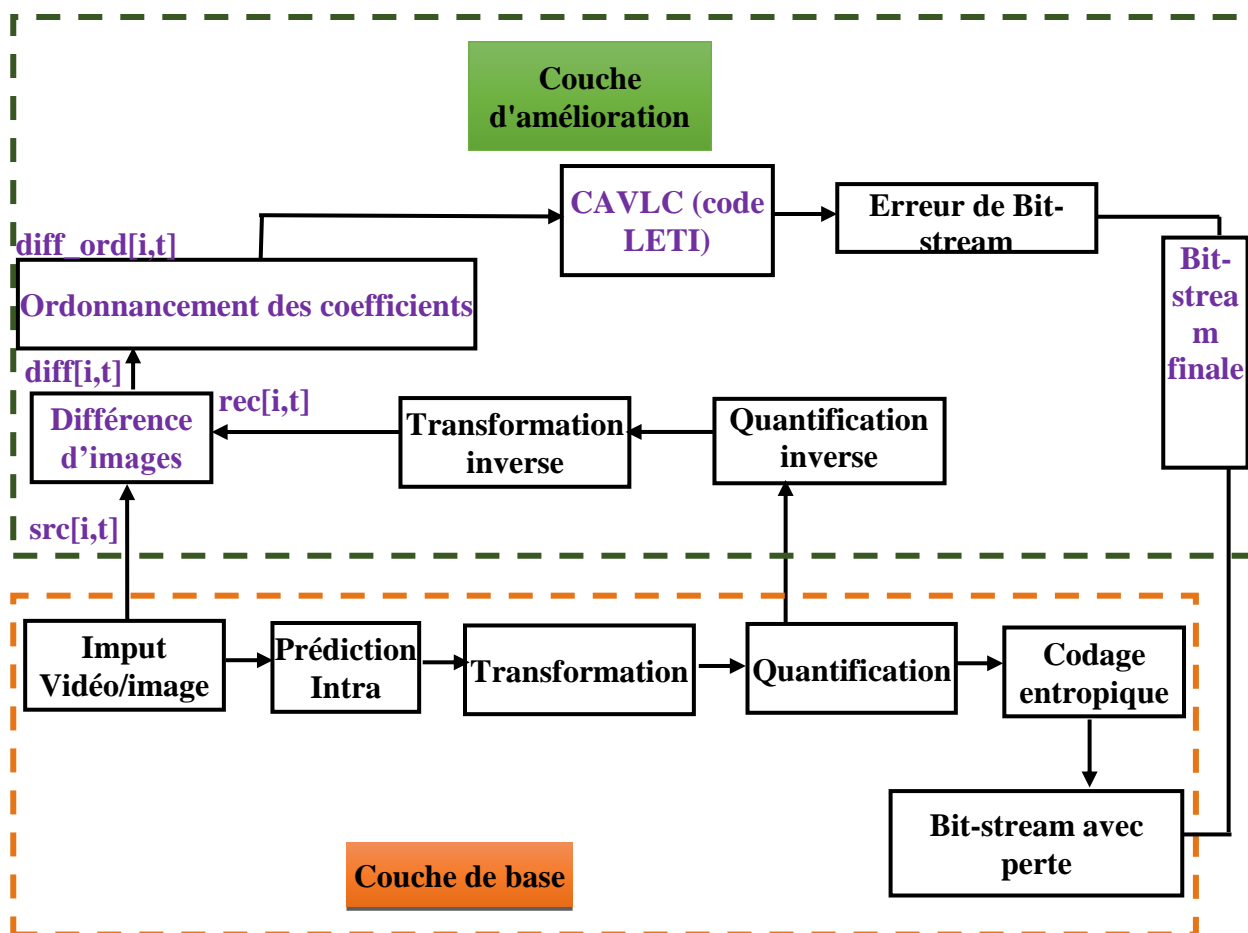 Couche
d'amélioration
CAVLC (code
LETI)
Erreur de Bit-
stream
diff_ord[i,t]
Ordonnancement des coefficients
Bit-
strea
m
finale
diff[i,t]
Différence
d’images
rec[i,t]
Transformation
inverse
Quantification
inverse
src[i,t]
Imput
Vidéo/image
Prédiction
Intra
Transformation
Quantification
Codage
entropique
Bit-stream avec
perte
Couche de base